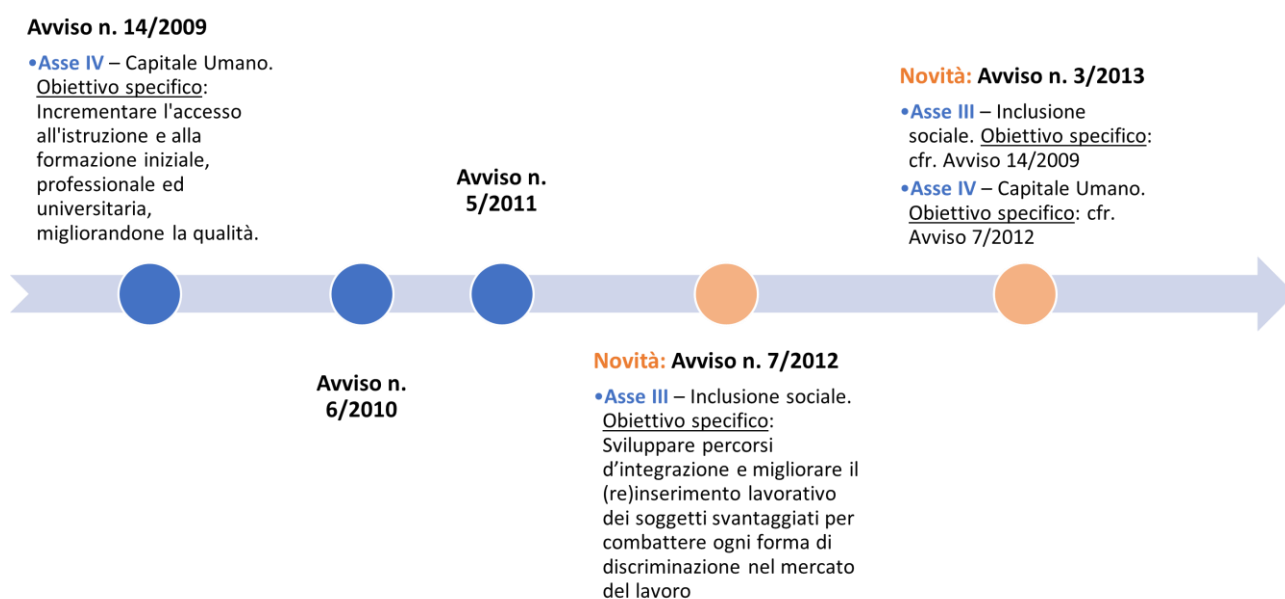 Avviso n. 14/2009
•Asse IV – Capitale Umano.
Obiettivo specifico:
Incrementare l'accesso
all'istruzione e alla
formazione iniziale,
professionale ed
universitaria,
migliorandone la qualità.
Avviso n.
6/2010
Avviso n.
5/2011
Novità: Avviso n. 7/2012
•Asse III – Inclusione sociale.
Obiettivo specifico:
Sviluppare percorsi
d’integrazione e migliorare il
(re)inserimento lavorativo
dei soggetti svantaggiati per
combattere ogni forma di
discriminazione nel mercato
del lavoro
Novità: Avviso n. 3/2013
•Asse III – Inclusione
sociale. Obiettivo specifico:
cfr. Avviso 14/2009
•Asse IV – Capitale Umano.
Obiettivo specifico: cfr.
Avviso 7/2012